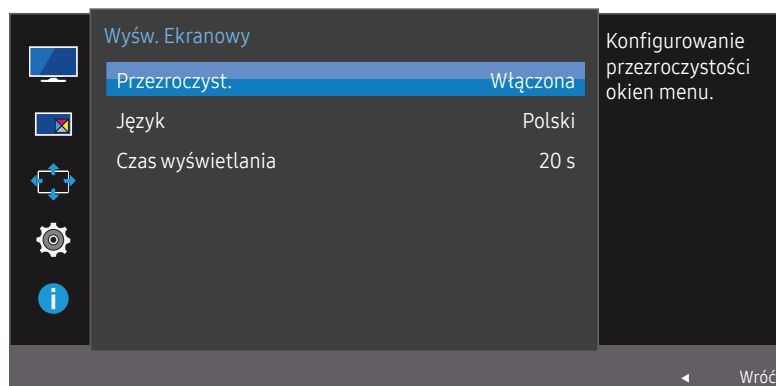 Wyśw. Ekranowy
Przezroczyst. Włączona
Język Polski
Czas wyświetlania 20 s
Konfigurowanie
przezroczystości
okien menu.
Wróć